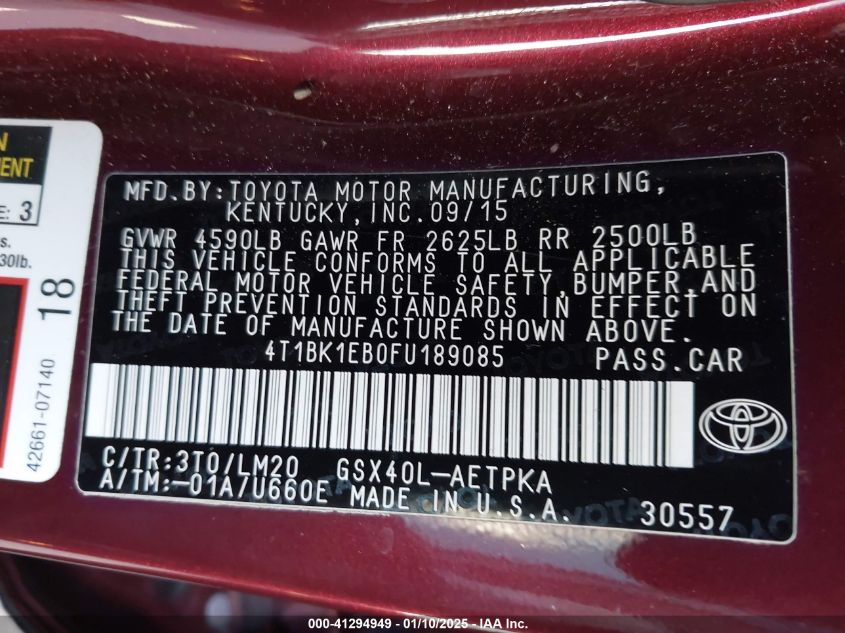 N
MENT
E: 3
s.
30lb.
18
42661-07140
MFD.BY:TOYOTA MOTOR MANUFACTURING,
KENTUCKY,INC.09/15
GVWR 4590LB GAWR FR 2625LB RR 2500LB
THIS VEHICLE CONFORMS TO ALL APPLICABLE
FEDERAL MOTOR VEHICLE SAFETY,BUMPER,AND
THEFT PREVENTION STANDARDS IN EFFECT ON
THE DATE OF MANUFACTURE SHOWN ABOVE.
4T1BK1EB0FU189085 PASS.CAR
C/TR:3T0/LM20 GSX40L-AETPKA
A/TM:-01A/U660E MADE IN U.S.A. 30557
000-41294949 - 01/10/2025 - IAA Inc.